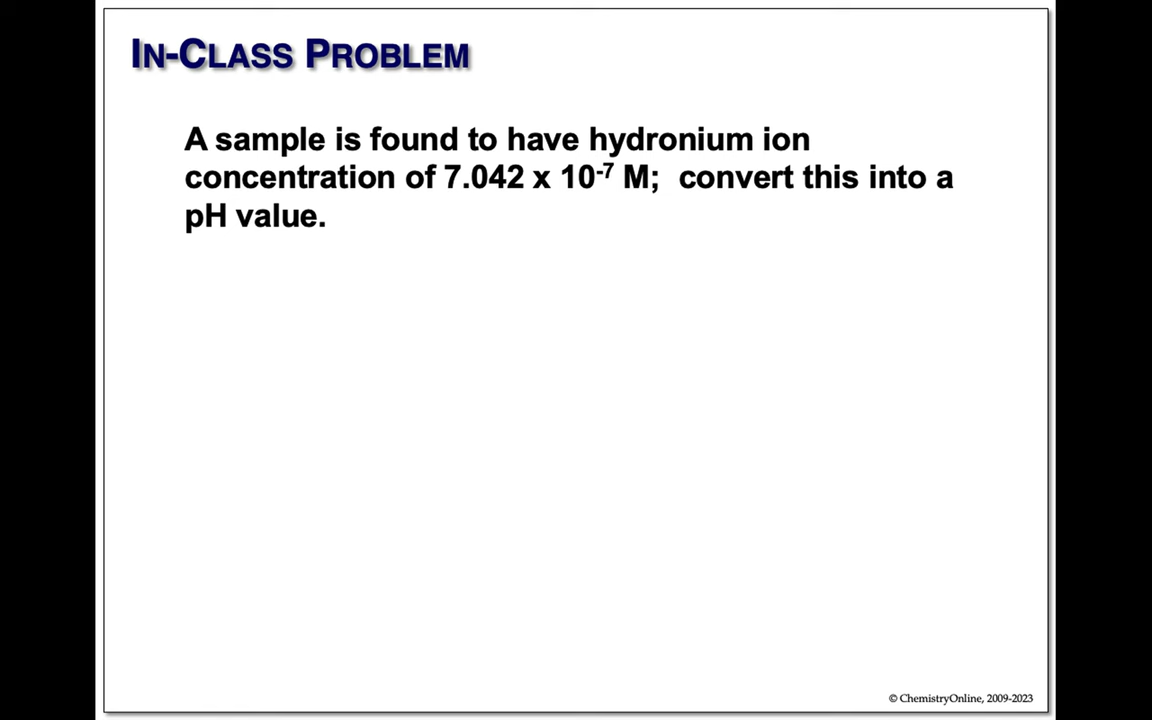 IN-CLASS PROBLEM
A sample is found to have hydronium ion
concentration of 7.042 x 10⁻⁷ M;  convert this into a
pH value.
© ChemistryOnline, 2009-2023